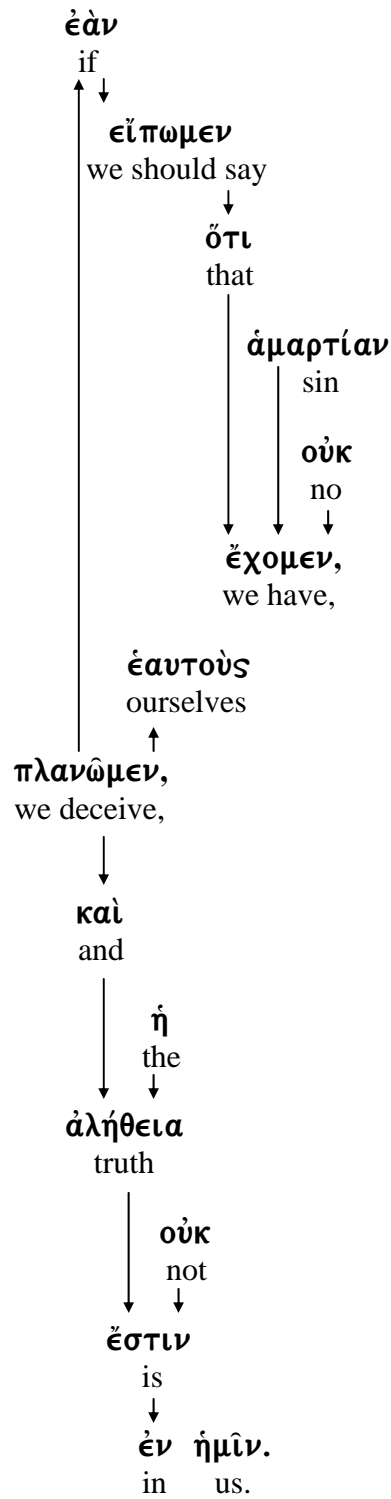 ἐὰν
if
εἴπωμεν
we should say
ὅτι
that
ἁμαρτίαν
sin
οὐκ
no
ἔχομεν,
we have,
ἑαυτοὺς
ourselves
πλανῶμεν,
we deceive,
καὶ
and
ἡ
the
ἀλήθεια
truth
οὐκ
not
ἔστιν
is
ἐν ἡμῖν.
in us.